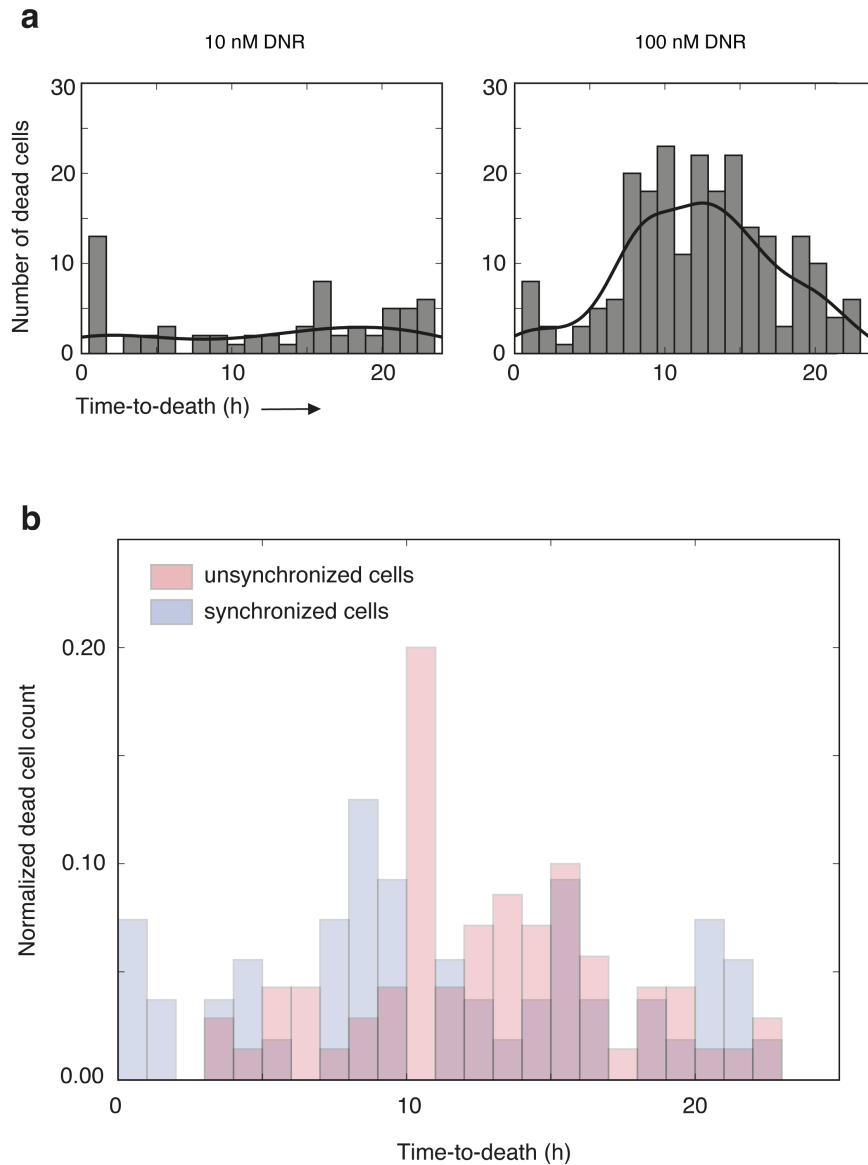 a
10 nM DNR
100 nM DNR
Number of dead cells
30
20
10
0
0
10
20
30
20
10
0
0
10
20
Time-to-death (h)
b
unsynchronized cells
synchronized cells
Normalized dead cell count
0.20
0.10
0.00
0
10
20
Time-to-death (h)